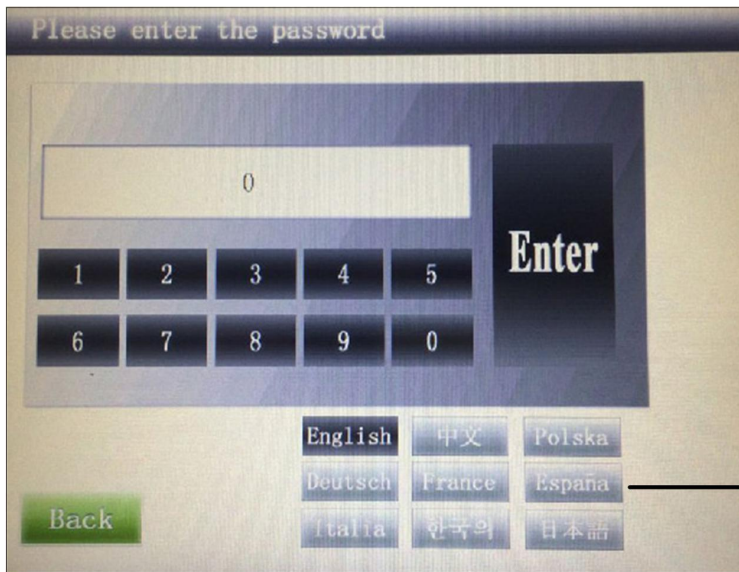 Please enter the password
0
Enter
1 2 3 4 5
6 7 8 9 0
English 中文 Polska
Deutsch France España
Back
Italia 한국의 日本語